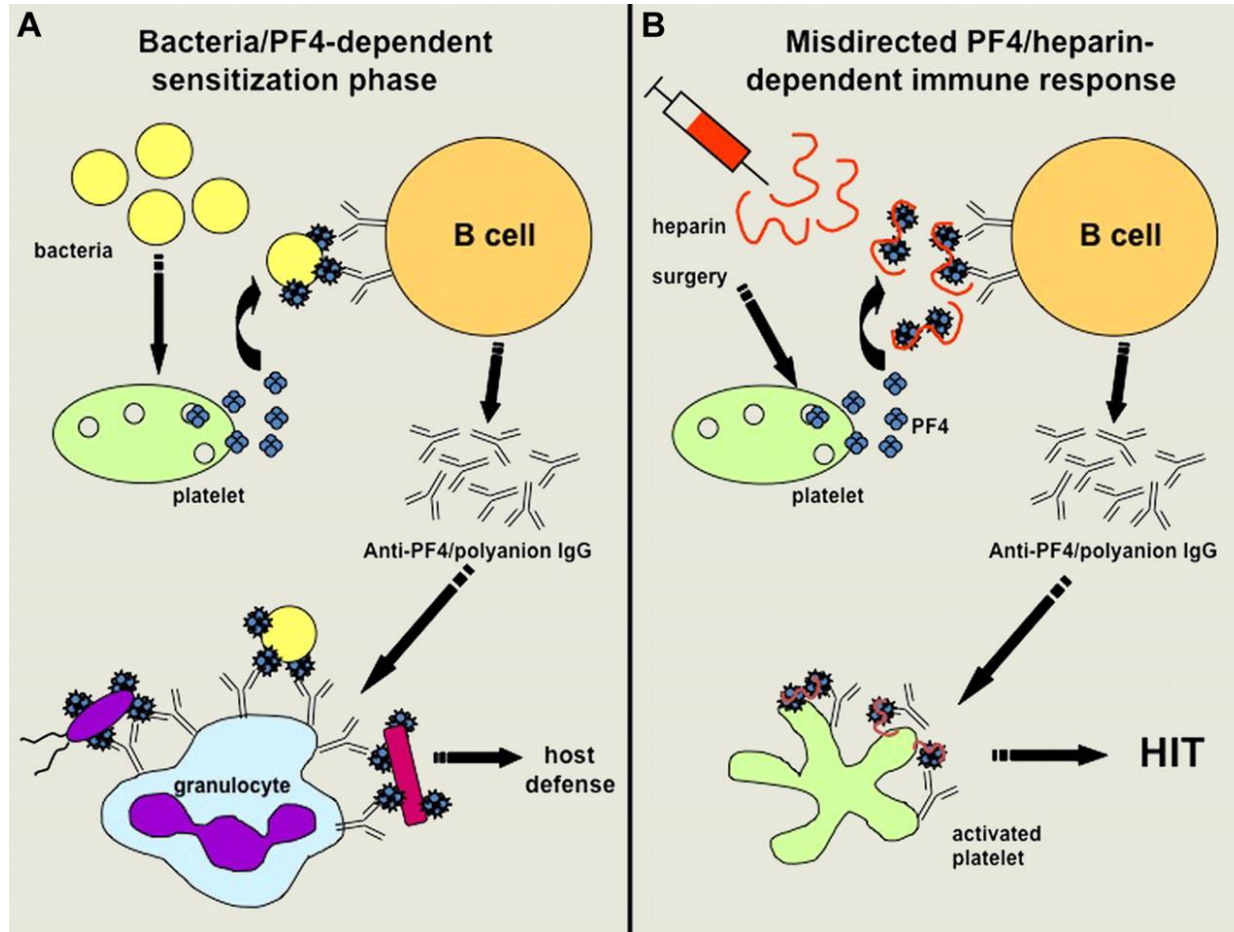 A
Bacteria/PF4-dependent
sensitization phase
bacteria
B cell
platelet
Anti-PF4/polyanion IgG
granulocyte
host
defense
B
Misdirected PF4/heparin-
dependent immune response
heparin
surgery
B cell
PF4
platelet
Anti-PF4/polyanion IgG
HIT
activated
platelet